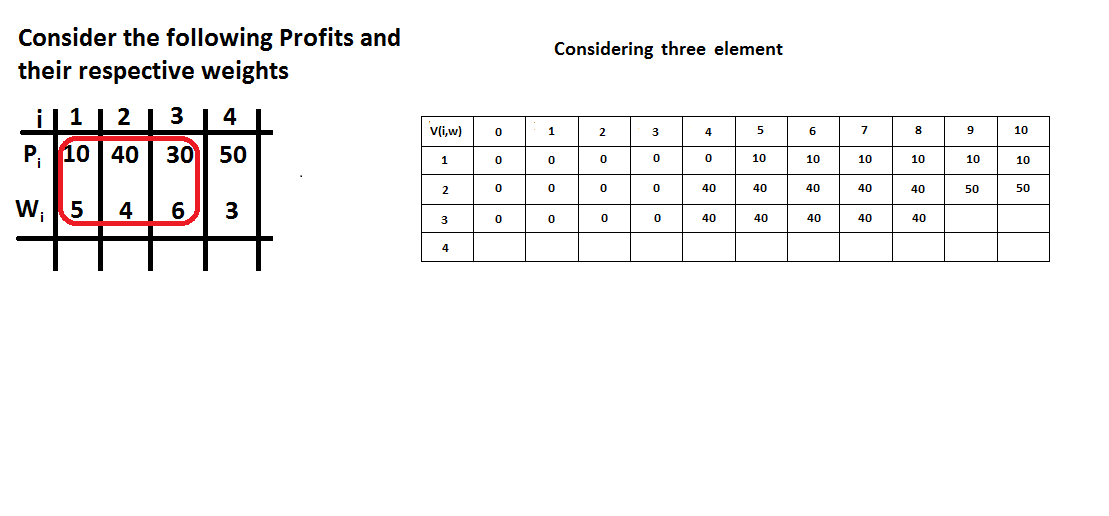 Consider the following Profits and
their respective weights
Considering three element
i 1 2 3 4
Pi 10 40 30 50
Wi 5 4 6 3
V(i,w) 0 1 2 3 4 5 6 7 8 9 10
1 0 0 0 0 0 10 10 10 10 10 10
2 0 0 0 0 40 40 40 40 40 50 50
3 0 0 0 0 40 40 40 40 40
4